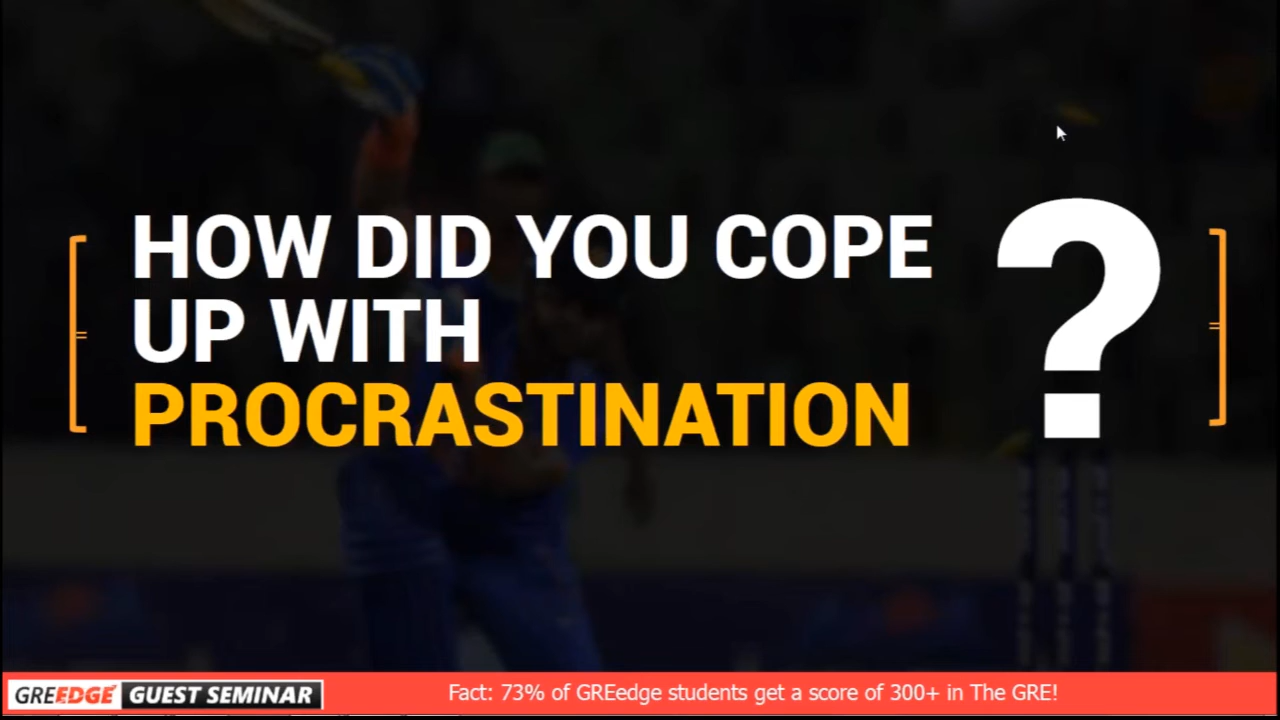 HOW DID YOU COPE
UP WITH
PROCRASTINATION
?
GREEDGE GUEST SEMINAR
Fact: 73% of GREedge students get a score of 300+ in The GRE!